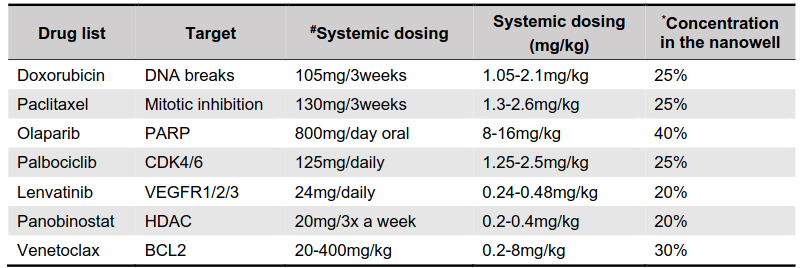 Drug list Target #Systemic dosing Systemic dosing (mg/kg) *Concentration in the nanowell
Doxorubicin DNA breaks 105mg/3weeks 1.05-2.1mg/kg 25%
Paclitaxel Mitotic inhibition 130mg/3weeks 1.3-2.6mg/kg 25%
Olaparib PARP 800mg/day oral 8-16mg/kg 40%
Palbociclib CDK4/6 125mg/daily 1.25-2.5mg/kg 25%
Lenvatinib VEGFR1/2/3 24mg/daily 0.24-0.48mg/kg 20%
Panobinostat HDAC 20mg/3x a week 0.2-0.4mg/kg 20%
Venetoclax BCL2 20-400mg/kg 0.2-8mg/kg 30%